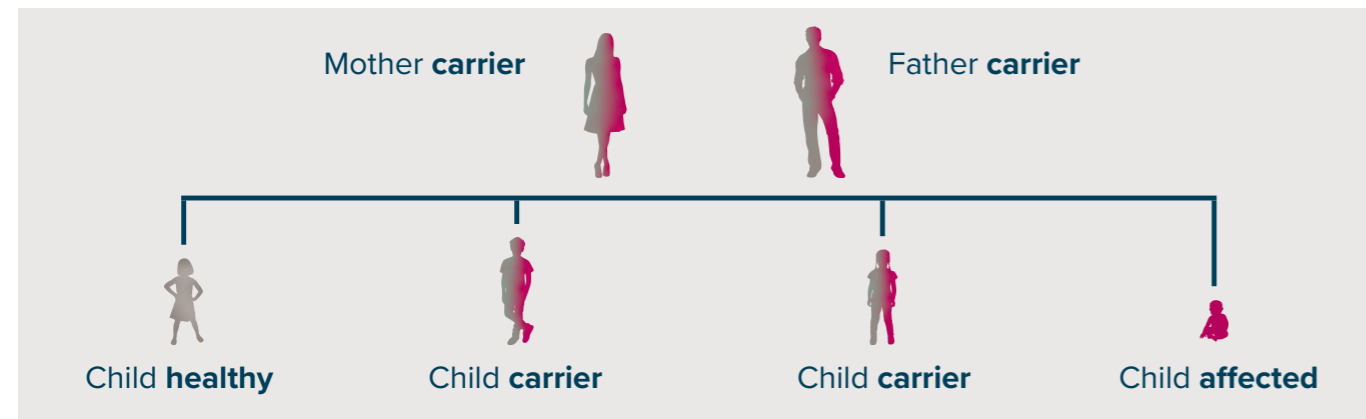 Mother carrier
Father carrier
Child healthy
Child carrier
Child carrier
Child affected